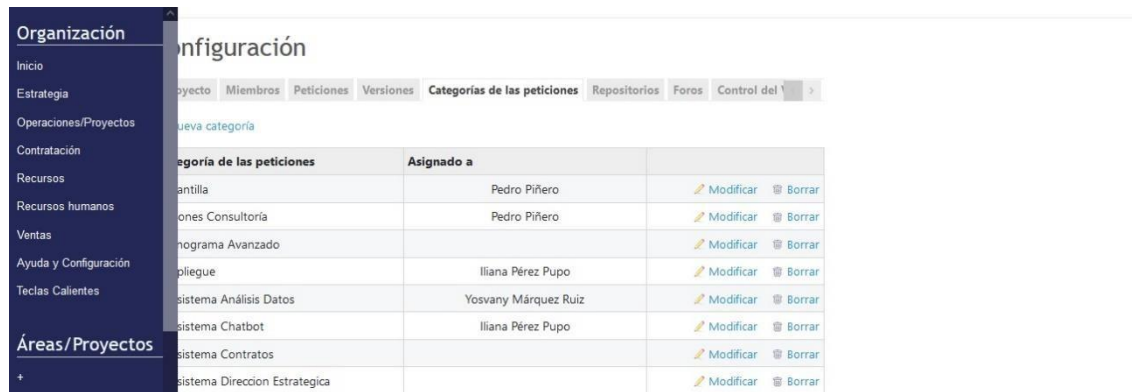 Organización
Inicio
Estrategia
Operaciones/Proyectos
Contratación
Recursos
Recursos humanos
Ventas
Ayuda y Configuración
Teclas Calientes
Áreas/Proyectos
+
onfiguración
oyecto Miembros Peticiones Versiones Categorías de las peticiones Repositorios Foros Control del
ueva categoría
egoría de las peticiones Asignado a
antilla Pedro Piñero Modificar Borrar
ones Consultoría Pedro Piñero Modificar Borrar
nograma Avanzado Modificar Borrar
pliegue Iliana Pérez Pupo Modificar Borrar
sistema Análisis Datos Yosvany Márquez Ruiz Modificar Borrar
sistema Chatbot Iliana Pérez Pupo Modificar Borrar
sistema Contratos Modificar Borrar
sistema Direccion Estrategica Modificar Borrar